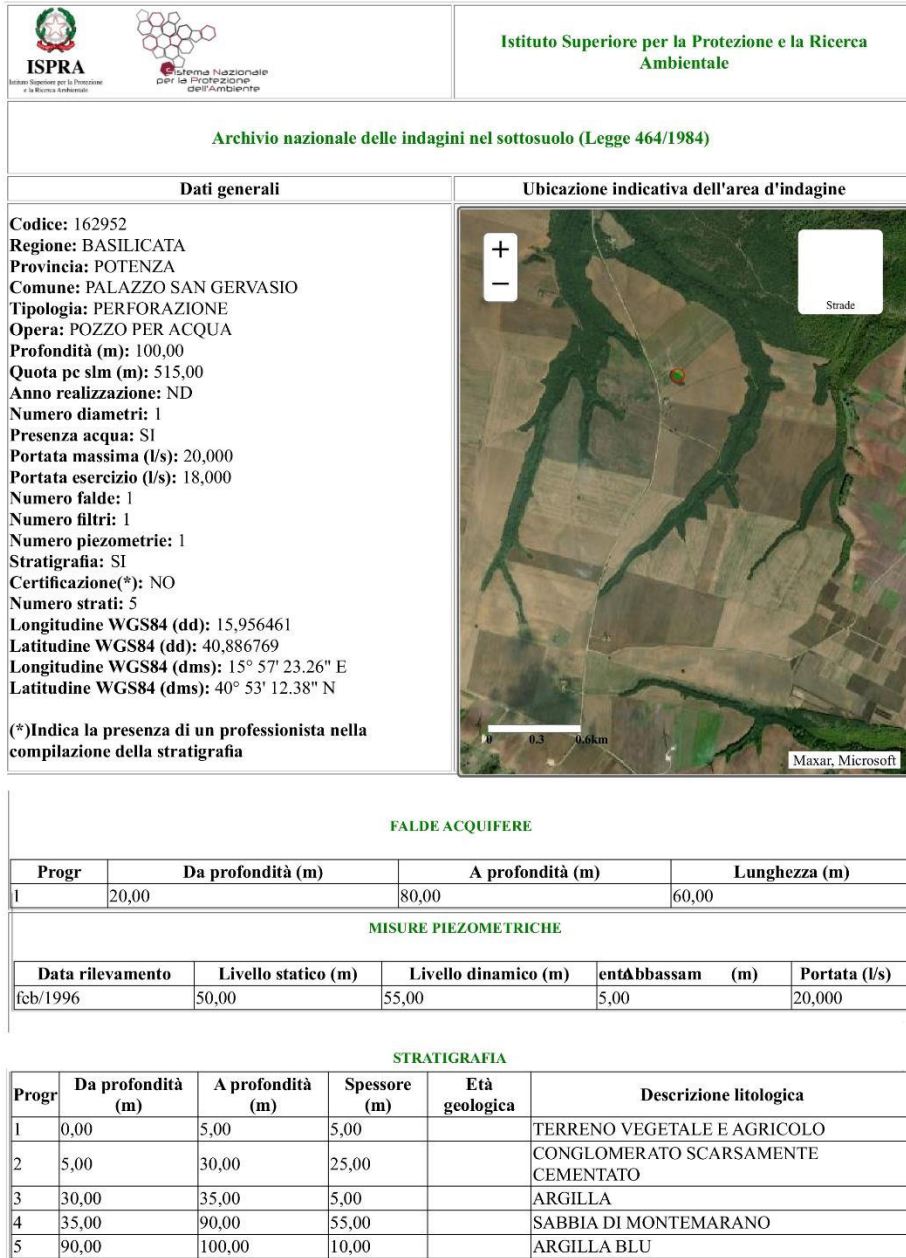 ISPRA
Istituto Superiore per la Protezione
e la Ricerca Ambientale
Sistema Nazionale
per la Protezione
dell'Ambiente
Istituto Superiore per la Protezione e la Ricerca
Ambientale
Archivio nazionale delle indagini nel sottosuolo (Legge 464/1984)
Dati generali
Codice: 162952
Regione: BASILICATA
Provincia: POTENZA
Comune: PALAZZO SAN GERVASIO
Tipologia: PERFORAZIONE
Opera: POZZO PER ACQUA
Profondità (m): 100,00
Quota pc slm (m): 515,00
Anno realizzazione: ND
Numero diametri: 1
Presenza acqua: SI
Portata massima (l/s): 20,000
Portata esercizio (l/s): 18,000
Numero falde: 1
Numero filtri: 1
Numero piezometrie: 1
Stratigrafia: SI
Certificazione(*): NO
Numero strati: 5
Longitudine WGS84 (dd): 15,956461
Latitudine WGS84 (dd): 40,886769
Longitudine WGS84 (dms): 15° 57' 23.26" E
Latitudine WGS84 (dms): 40° 53' 12.38" N
(*)Indica la presenza di un professionista nella
compilazione della stratigrafia
Ubicazione indicativa dell'area d'indagine
+
−
Strade
0 0.3 0.6km
Maxar, Microsoft
FALDE ACQUIFERE
Progr Da profondità (m) A profondità (m) Lunghezza (m)
1 20,00 80,00 60,00
MISURE PIEZOMETRICHE
Data rilevamento Livello statico (m) Livello dinamico (m) entoAbbassam (m) Portata (l/s)
feb/1996 50,00 55,00 5,00 20,000
STRATIGRAFIA
Progr Da profondità (m) A profondità (m) Spessore (m) Età geologica Descrizione litologica
1 0,00 5,00 5,00 TERRENO VEGETALE E AGRICOLO
2 5,00 30,00 25,00 CONGLOMERATO SCARSAMENTE CEMENTATO
3 30,00 35,00 5,00 ARGILLA
4 35,00 90,00 55,00 SABBIA DI MONTEMARANO
5 90,00 100,00 10,00 ARGILLA BLU